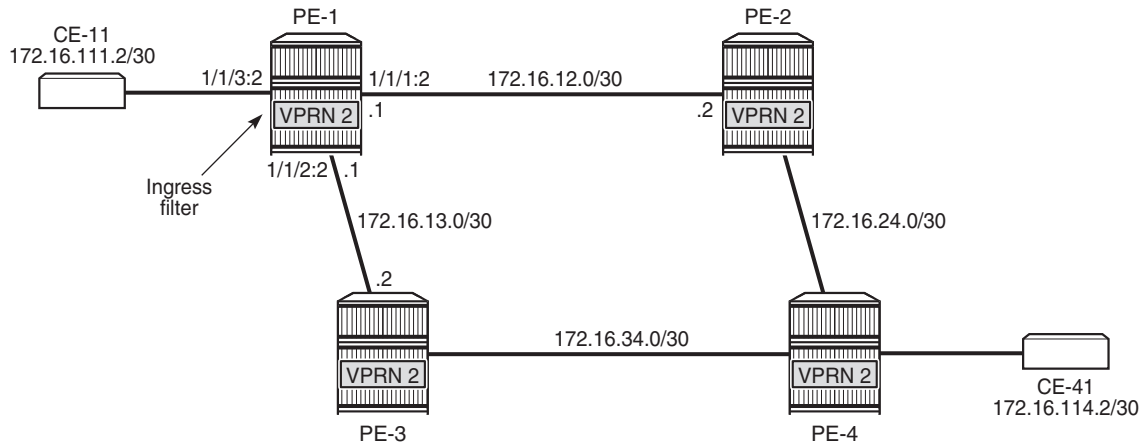 PE-1
PE-2
CE-11
172.16.111.2/30
1/1/3:2
1/1/1:2
172.16.12.0/30
VPRN 2
.1
.2
VPRN 2
1/1/2:2
.1
Ingress
filter
172.16.13.0/30
172.16.24.0/30
.2
172.16.34.0/30
VPRN 2
VPRN 2
CE-41
172.16.114.2/30
PE-3
PE-4